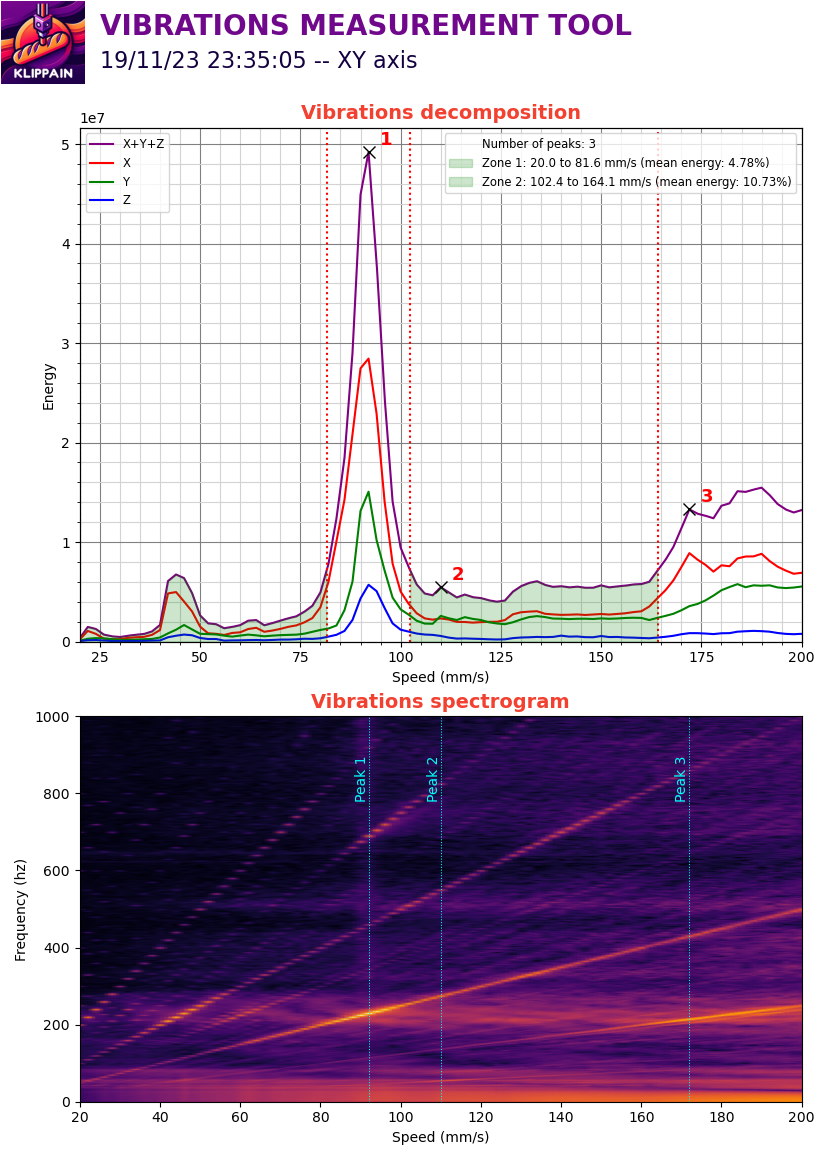 VIBRATIONS MEASUREMENT TOOL
19/11/23 23:35:05 -- XY axis
KLIPPAIN
Vibrations decomposition
1e7
X+Y+Z
X
Y
Z
Number of peaks: 3
Zone 1: 20.0 to 81.6 mm/s (mean energy: 4.78%)
Zone 2: 102.4 to 164.1 mm/s (mean energy: 10.73%)
1
2
3
5
4
3
2
1
0
Energy
25 50 75 100 125 150 175 200
Speed (mm/s)
Vibrations spectrogram
1000
800
600
400
200
0
Frequency (hz)
Peak 1
Peak 2
Peak 3
20 40 60 80 100 120 140 160 180 200
Speed (mm/s)